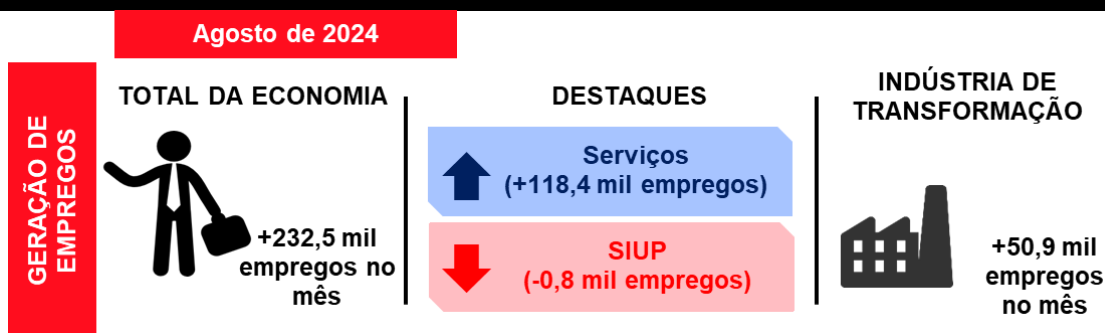 Agosto de 2024
GERAÇÃO DE
EMPREGOS
TOTAL DA ECONOMIA
+232,5 mil
empregos no
mês
DESTAQUES
Serviços
(+118,4 mil empregos)
SIUP
(-0,8 mil empregos)
INDÚSTRIA DE
TRANSFORMAÇÃO
+50,9 mil
empregos
no mês